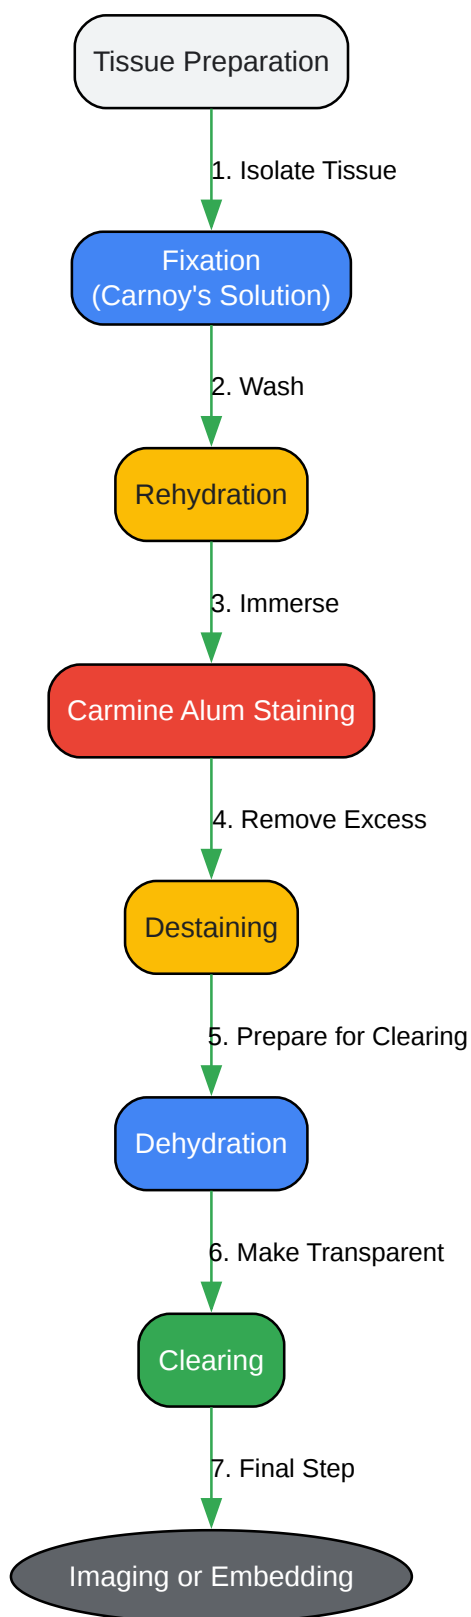 Tissue Preparation
1. Isolate Tissue
Fixation
(Carnoy's Solution)
2. Wash
Rehydration
3. Immerse
Carmine Alum Staining
4. Remove Excess
Destaining
5. Prepare for Clearing
Dehydration
6. Make Transparent
Clearing
7. Final Step
Imaging or Embedding